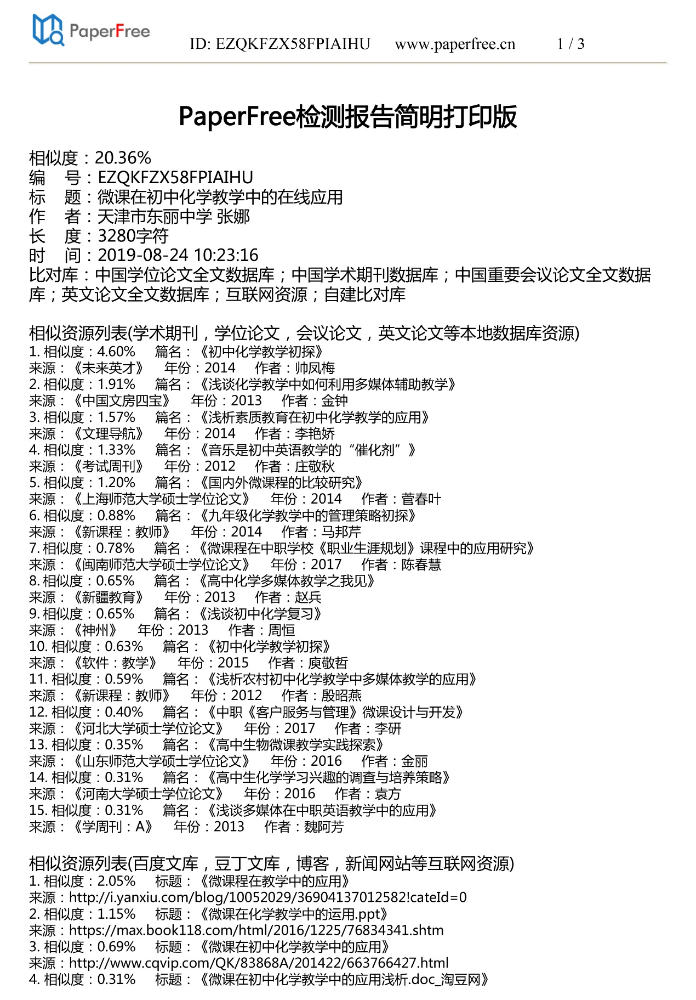 PaperFree
ID: EZQKFZX58FPIAIHU www.paperfree.cn 1 / 3
PaperFree检测报告简明打印版
相似度：20.36%
编 号：EZQKFZX58FPIAIHU
标 题：微课在初中化学教学中的在线应用
作 者：天津市东丽中学 张娜
长 度：3280字符
时 间：2019-08-24 10:23:16
比对库：中国学位论文全文数据库；中国学术期刊数据库；中国重要会议论文全文数据
库；英文论文全文数据库；互联网资源；自建比对库
相似资源列表(学术期刊，学位论文，会议论文，英文论文等本地数据库资源)
1. 相似度：4.60% 篇名：《初中化学教学初探》
来源：《未来英才》 年份：2014 作者：帅凤梅
2. 相似度：1.91% 篇名：《浅谈化学教学中如何利用多媒体辅助教学》
来源：《中国文房四宝》 年份：2013 作者：金钟
3. 相似度：1.57% 篇名：《浅析素质教育在初中化学教学的应用》
来源：《文理导航》 年份：2014 作者：李艳娇
4. 相似度：1.33% 篇名：《音乐是初中英语教学的“催化剂”》
来源：《考试周刊》 年份：2012 作者：庄敬秋
5. 相似度：1.20% 篇名：《国内外微课程的比较研究》
来源：《上海师范大学硕士学位论文》 年份：2014 作者：菅春叶
6. 相似度：0.88% 篇名：《九年级化学教学中的管理策略初探》
来源：《新课程：教师》 年份：2014 作者：马邦芹
7. 相似度：0.78% 篇名：《微课程在中职学校《职业生涯规划》课程中的应用研究》
来源：《闽南师范大学硕士学位论文》 年份：2017 作者：陈春慧
8. 相似度：0.65% 篇名：《高中化学多媒体教学之我见》
来源：《新疆教育》 年份：2013 作者：赵兵
9. 相似度：0.65% 篇名：《浅谈初中化学复习》
来源：《神州》 年份：2013 作者：周恒
10. 相似度：0.63% 篇名：《初中化学教学初探》
来源：《软件：教学》 年份：2015 作者：庾敬哲
11. 相似度：0.59% 篇名：《浅析农村初中化学教学中多媒体教学的应用》
来源：《新课程：教师》 年份：2012 作者：殷昭燕
12. 相似度：0.40% 篇名：《中职《客户服务与管理》微课设计与开发》
来源：《河北大学硕士学位论文》 年份：2017 作者：李研
13. 相似度：0.35% 篇名：《高中生物微课教学实践探索》
来源：《山东师范大学硕士学位论文》 年份：2016 作者：金丽
14. 相似度：0.31% 篇名：《高中生化学学习兴趣的调查与培养策略》
来源：《河南大学硕士学位论文》 年份：2016 作者：袁方
15. 相似度：0.31% 篇名：《浅谈多媒体在中职英语教学中的应用》
来源：《学周刊：A》 年份：2013 作者：魏阿芳
相似资源列表(百度文库，豆丁文库，博客，新闻网站等互联网资源)
1. 相似度：2.05% 标题：《微课程在教学中的应用》
来源：http://i.yanxiu.com/blog/10052029/36904137012582!cateId=0
2. 相似度：1.15% 标题：《微课在化学教学中的运用.ppt》
来源：https://max.book118.com/html/2016/1225/76834341.shtm
3. 相似度：0.69% 标题：《微课在初中化学教学中的应用》
来源：http://www.cqvip.com/QK/83868A/201422/663766427.html
4. 相似度：0.31% 标题：《微课在初中化学教学中的应用浅析.doc_淘豆网》